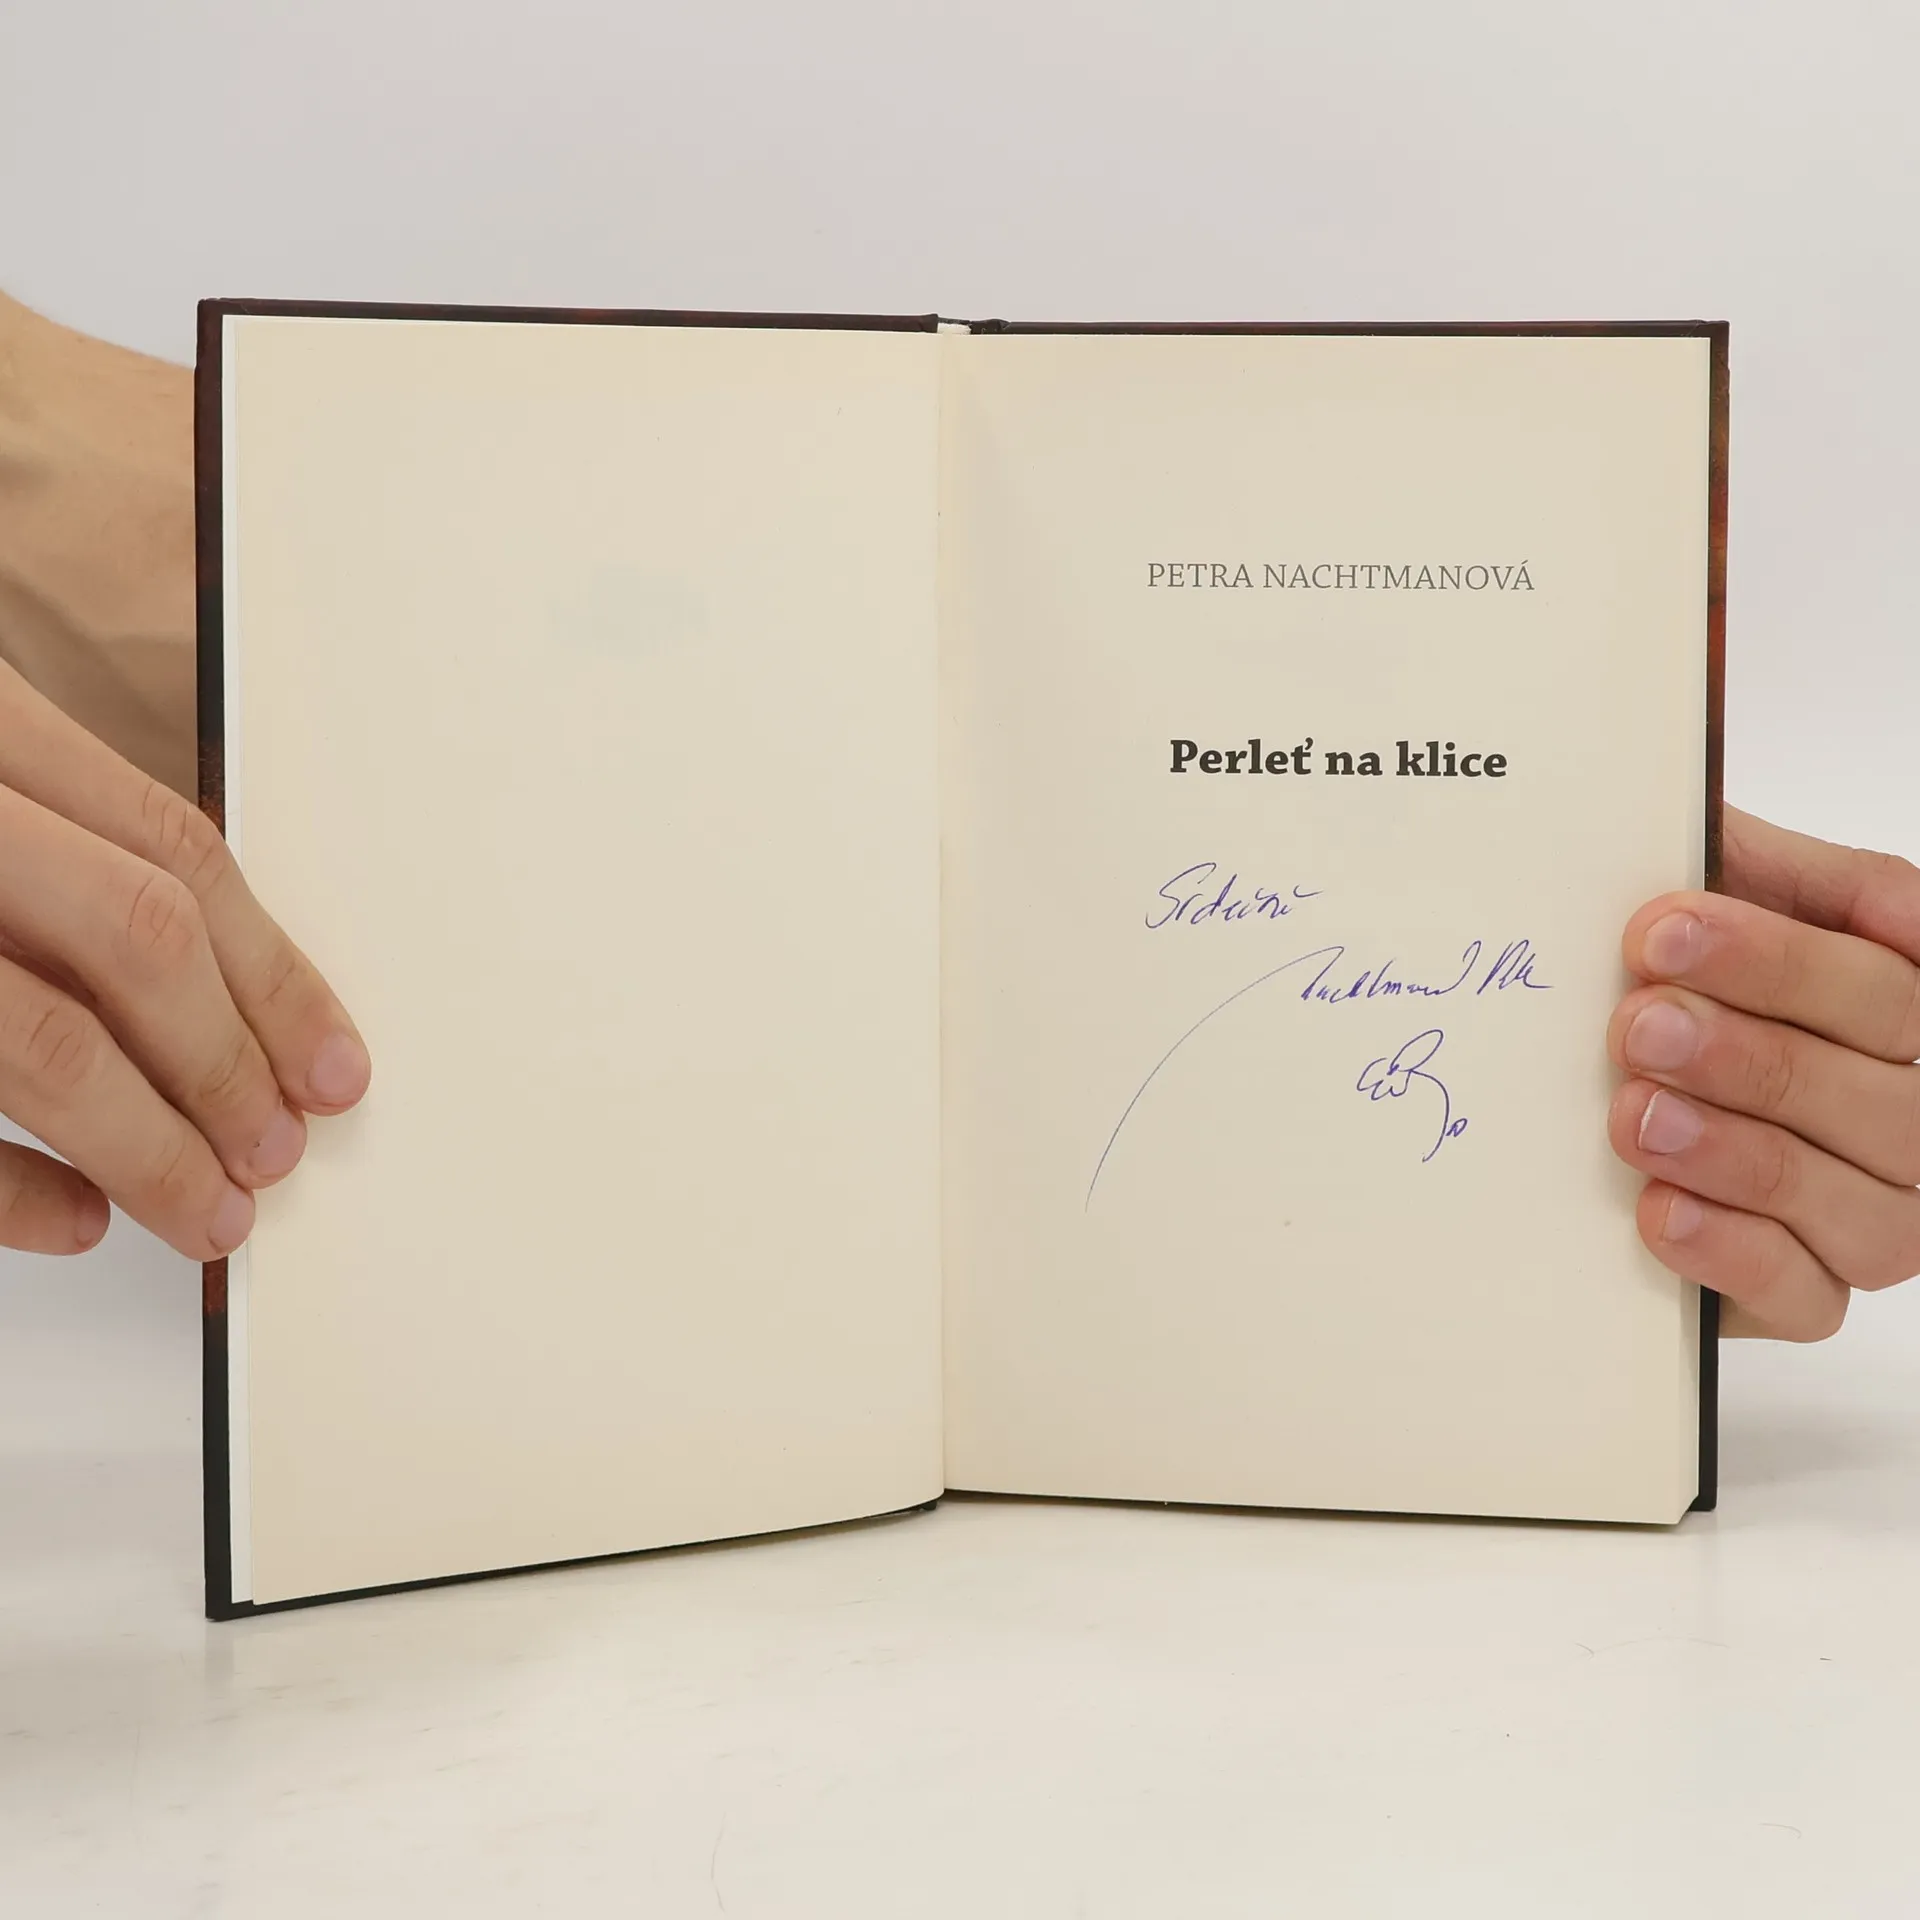 PETRA NACHTMANOVÁ
Perleť na klice
Srdečně